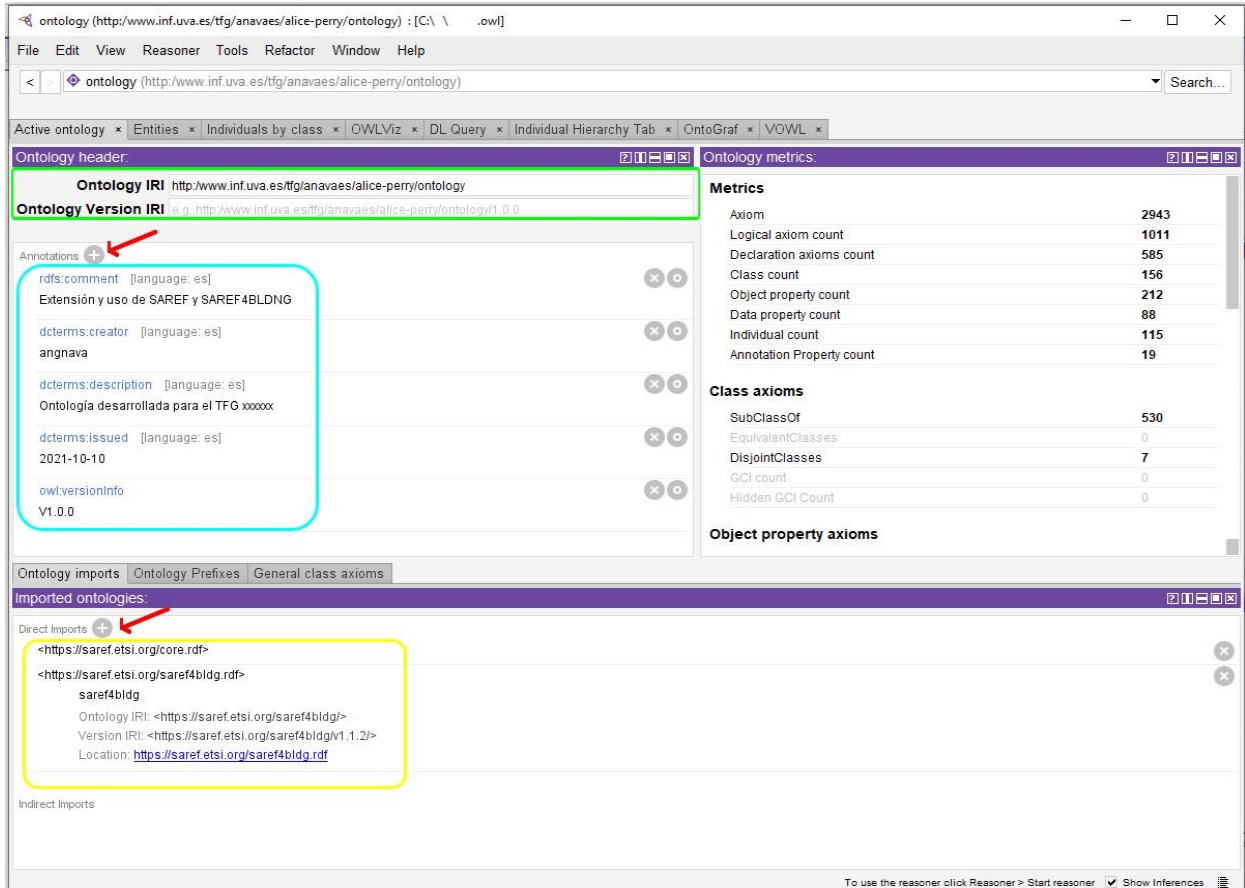 ontology (http:/www.inf.uva.es/tfg/anavaes/alice-perry/ontology) : [C:\ \ .owl]
File Edit View Reasoner Tools Refactor Window Help
< > ontology (http:/www.inf.uva.es/tfg/anavaes/alice-perry/ontology) Search...
Active ontology × Entities × Individuals by class × OWLViz × DL Query × Individual Hierarchy Tab × OntoGraf × VOWL ×
Ontology header:
Ontology IRI http:/www.inf.uva.es/tfg/anavaes/alice-perry/ontology
Ontology Version IRI e.g. http:/www.inf.uva.es/tfg/anavaes/alice-perry/ontology/1.0.0
Annotations
rdfs:comment [language: es]
Extensión y uso de SAREF y SAREF4BLDNG
dcterms:creator [language: es]
angnava
dcterms:description [language: es]
Ontología desarrollada para el TFG xxxxxx
dcterms:issued [language: es]
2021-10-10
owl:versionInfo
V1.0.0
Ontology metrics:
Metrics
Axiom 2943
Logical axiom count 1011
Declaration axioms count 585
Class count 156
Object property count 212
Data property count 88
Individual count 115
Annotation Property count 19
Class axioms
SubClassOf 530
EquivalentClasses 0
DisjointClasses 7
GCI count 0
Hidden GCI Count 0
Object property axioms
Ontology imports Ontology Prefixes General class axioms
Imported ontologies:
Direct Imports
<https://saref.etsi.org/core.rdf>
<https://saref.etsi.org/saref4bldg.rdf>
saref4bldg
Ontology IRI: <https://saref.etsi.org/saref4bldg/>
Version IRI: <https://saref.etsi.org/saref4bldg/v1.1.2/>
Location: https://saref.etsi.org/saref4bldg.rdf
Indirect Imports
To use the reasoner click Reasoner > Start reasoner Show Inferences